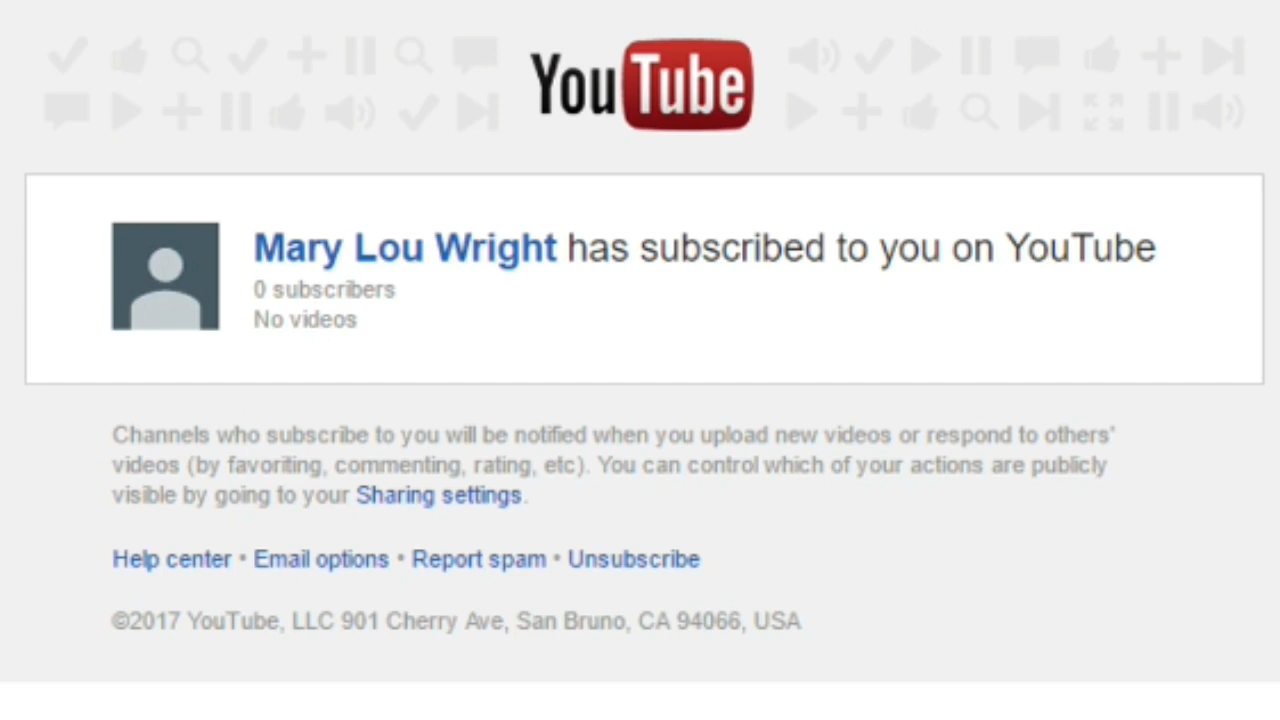 YouTube
Mary Lou Wright has subscribed to you on YouTube
0 subscribers
No videos
Channels who subscribe to you will be notified when you upload new videos or respond to others'
videos (by favoriting, commenting, rating, etc). You can control which of your actions are publicly
visible by going to your Sharing settings.
Help center • Email options • Report spam • Unsubscribe
©2017 YouTube, LLC 901 Cherry Ave, San Bruno, CA 94066, USA